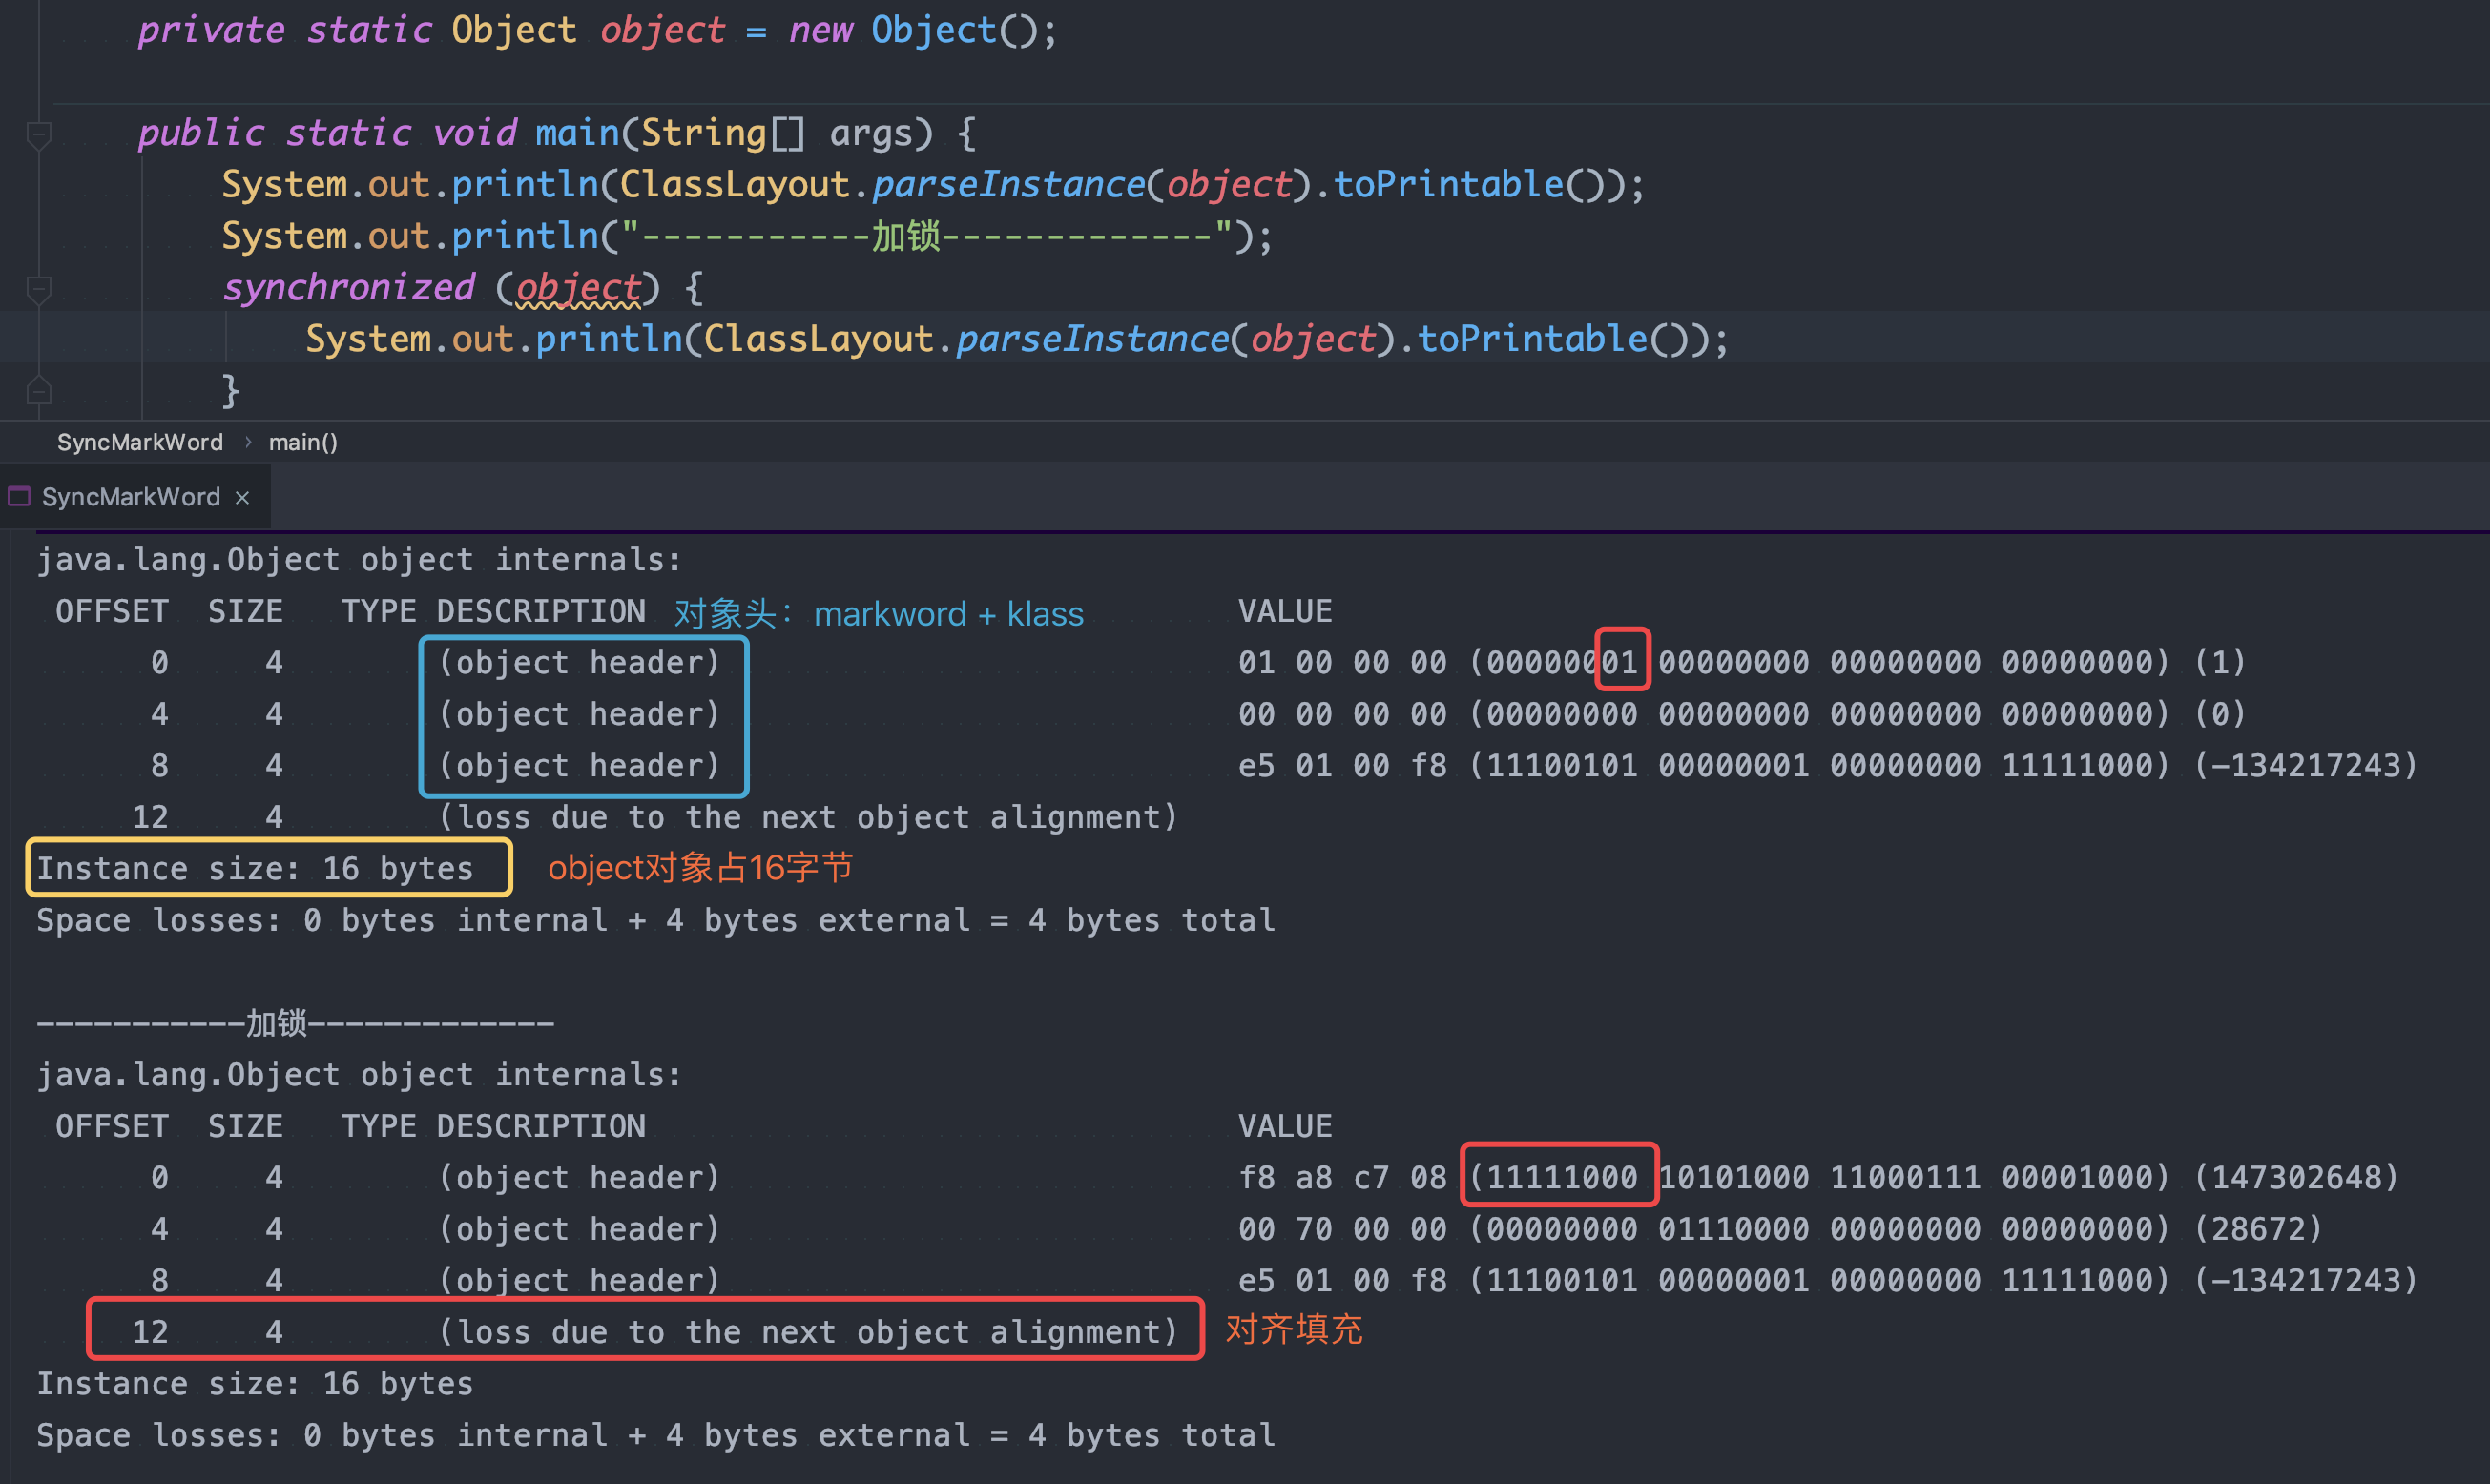 private static Object object = new Object();
public static void main(String[] args) {
System.out.println(ClassLayout.parseInstance(object).toPrintable());
System.out.println("-----------加锁-------------");
synchronized (object) {
System.out.println(ClassLayout.parseInstance(object).toPrintable());
}
SyncMarkWord › main()
SyncMarkWord ×
java.lang.Object object internals:
OFFSET SIZE TYPE DESCRIPTION 对象头：markword + klass VALUE
0 4 (object header) 01 00 00 00 (00000001 00000000 00000000 00000000) (1)
4 4 (object header) 00 00 00 00 (00000000 00000000 00000000 00000000) (0)
8 4 (object header) e5 01 00 f8 (11100101 00000001 00000000 11111000) (-134217243)
12 4 (loss due to the next object alignment)
Instance size: 16 bytes object对象占16字节
Space losses: 0 bytes internal + 4 bytes external = 4 bytes total
-----------加锁-------------
java.lang.Object object internals:
OFFSET SIZE TYPE DESCRIPTION VALUE
0 4 (object header) f8 a8 c7 08 (11111000 10101000 11000111 00001000) (147302648)
4 4 (object header) 00 70 00 00 (00000000 01110000 00000000 00000000) (28672)
8 4 (object header) e5 01 00 f8 (11100101 00000001 00000000 11111000) (-134217243)
12 4 (loss due to the next object alignment) 对齐填充
Instance size: 16 bytes
Space losses: 0 bytes internal + 4 bytes external = 4 bytes total